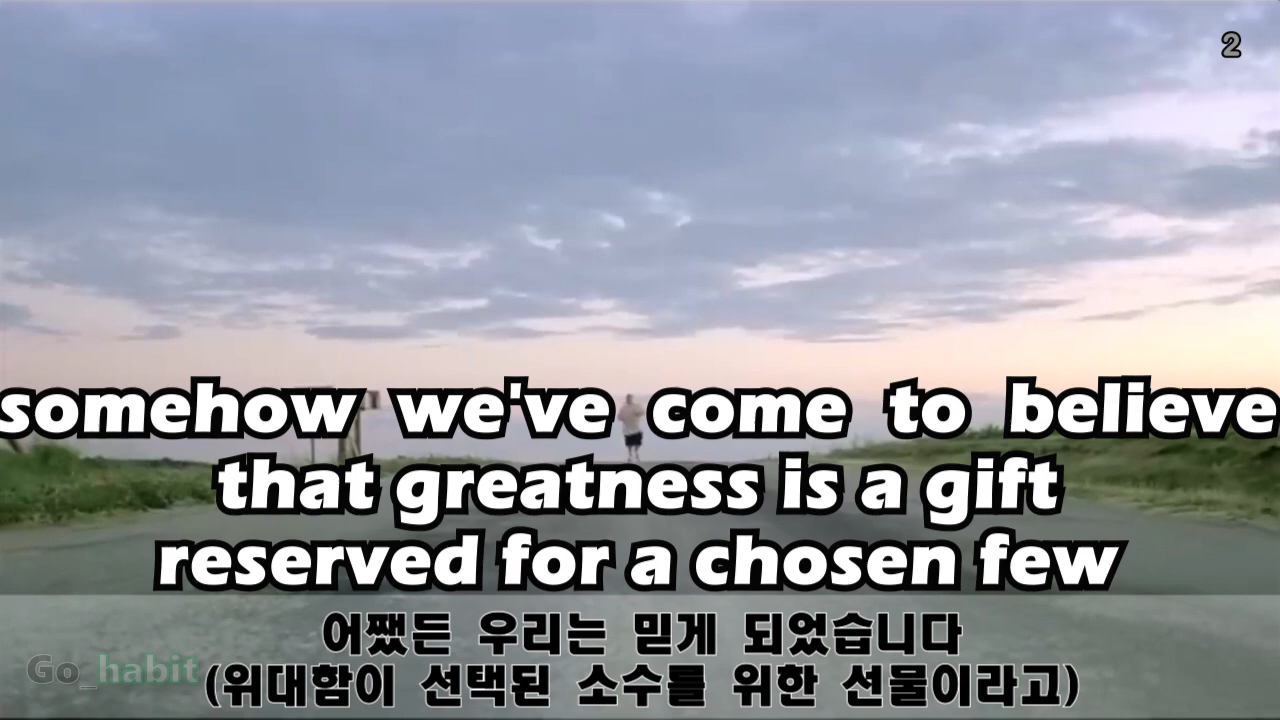 2
somehow we've come to believe
that greatness is a gift
reserved for a chosen few
어쨌든 우리는 믿게 되었습니다
(위대함이 선택된 소수를 위한 선물이라고)
Go_habit